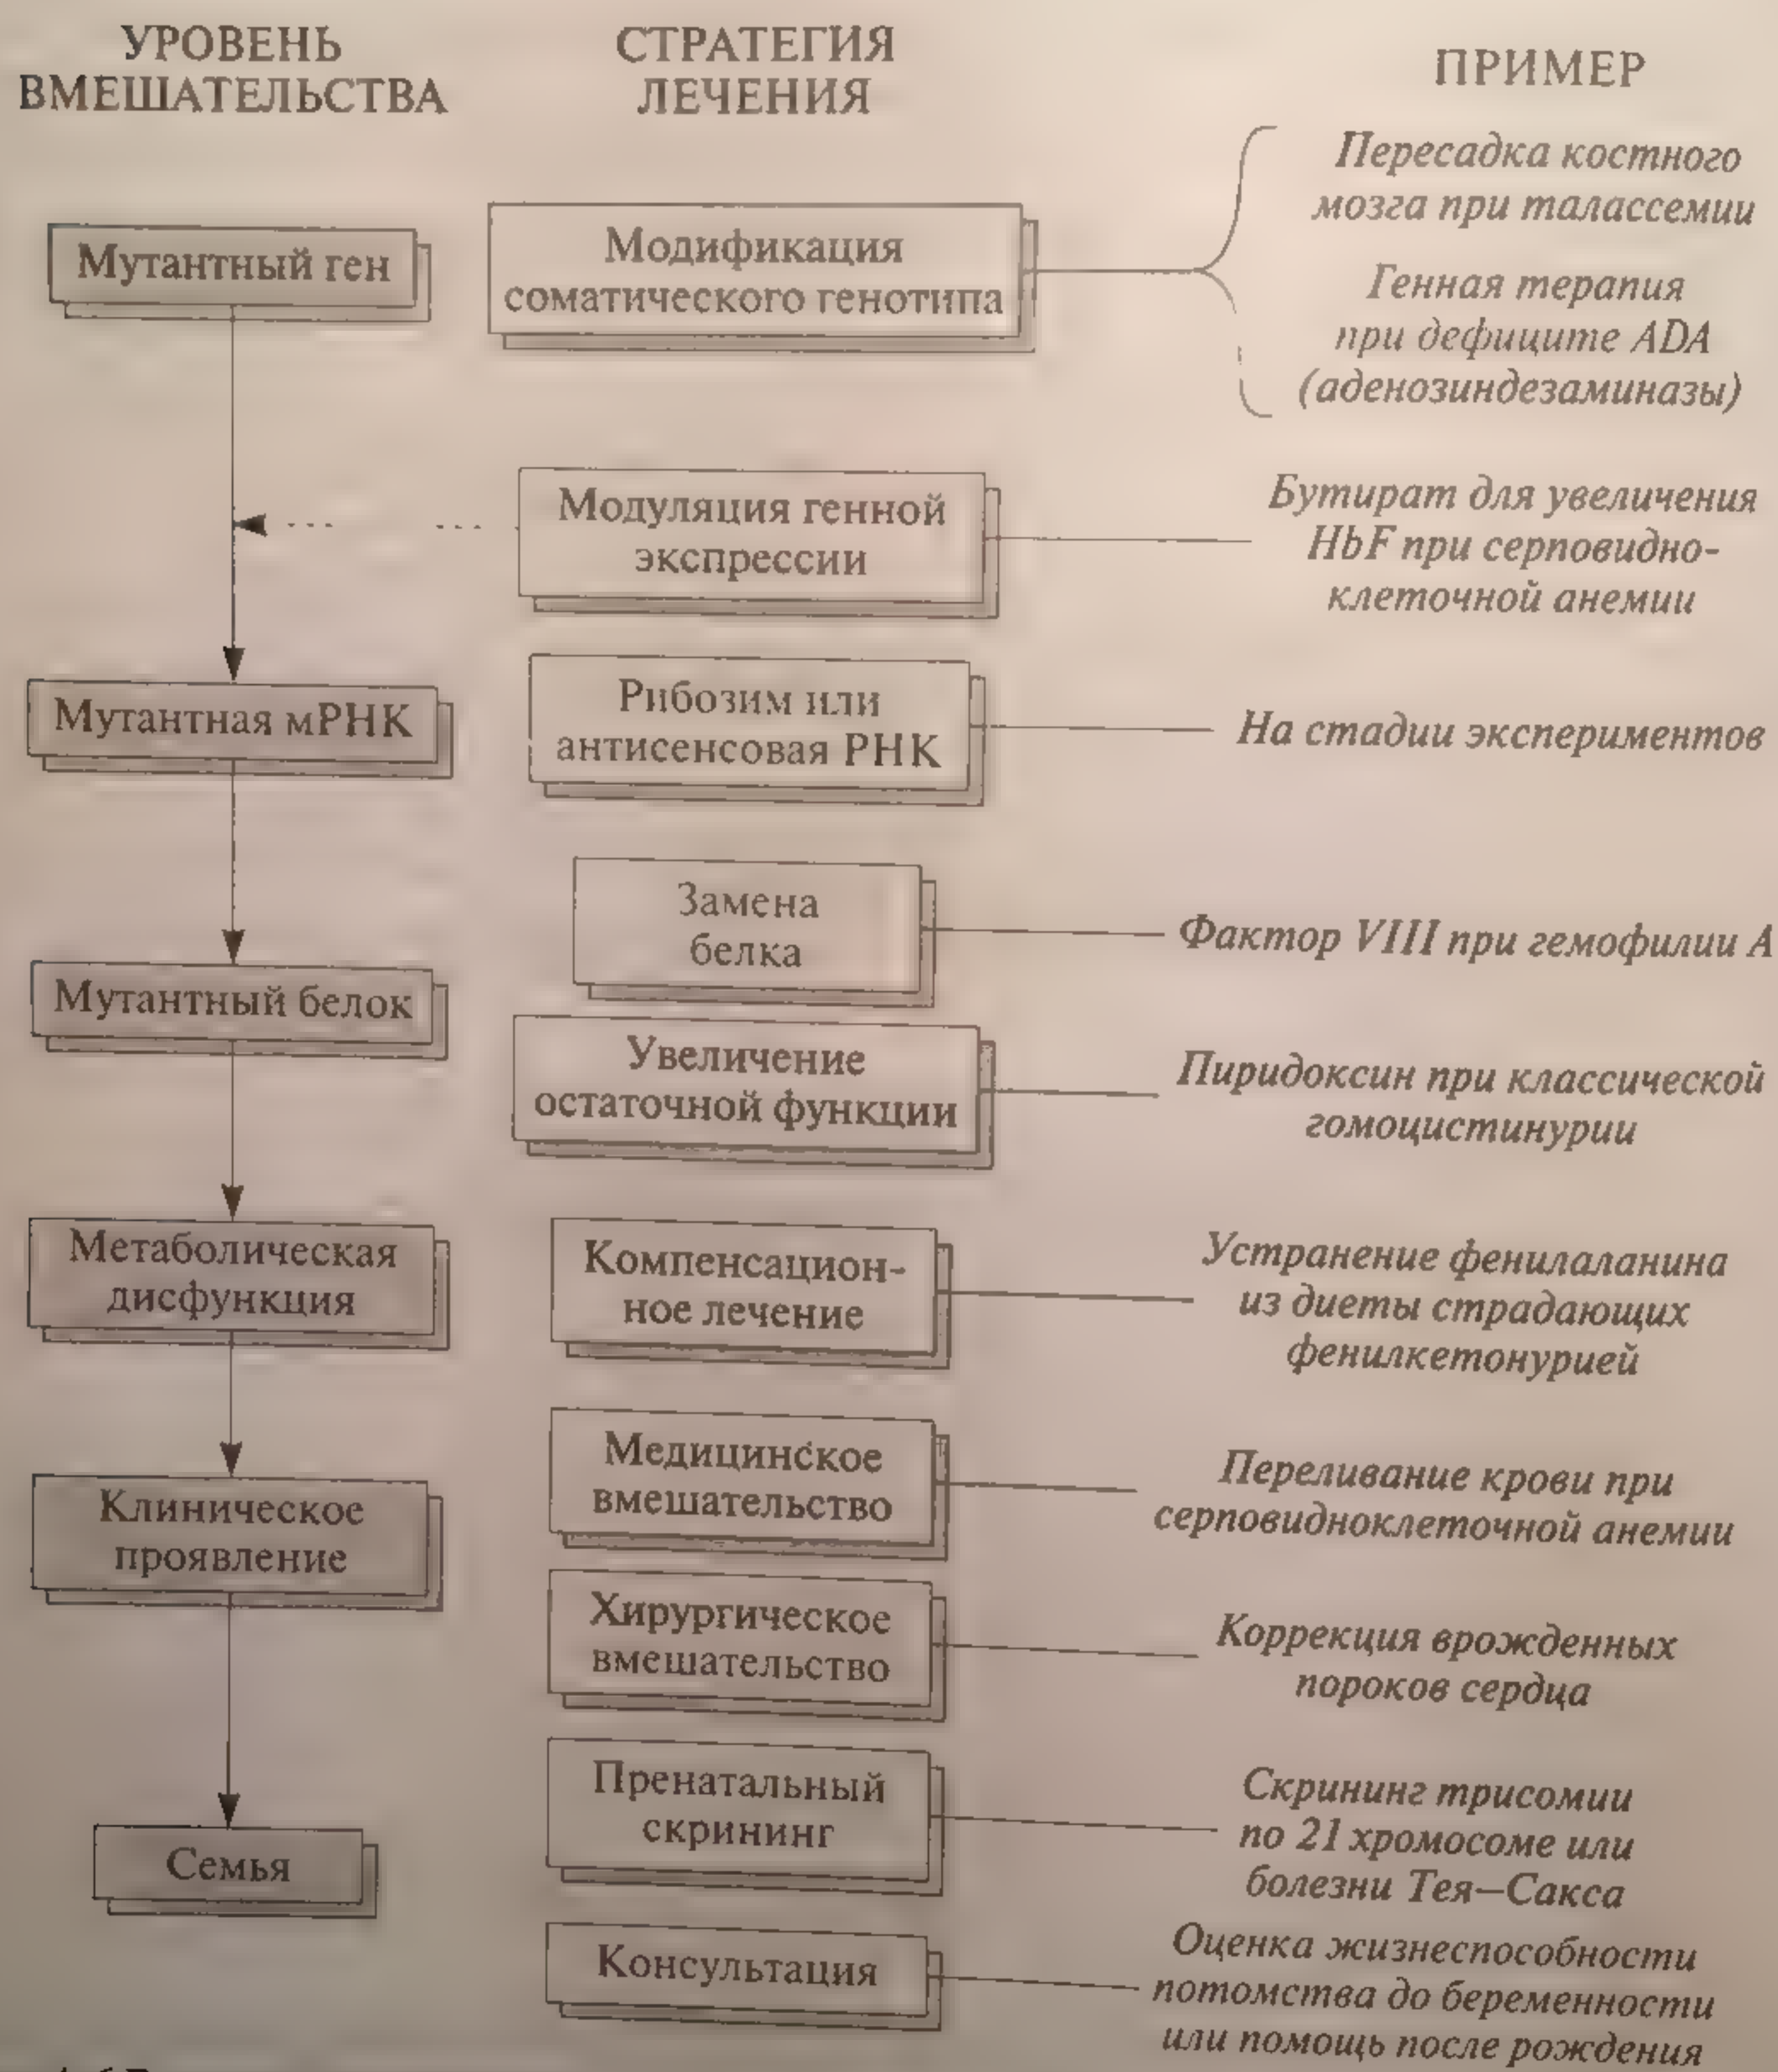 УРОВЕНЬ
ВМЕШАТЕЛЬСТВА
СТРАТЕГИЯ
ЛЕЧЕНИЯ
ПРИМЕР
Мутантный ген
Модификация
соматического генотипа
Пересадка костного
мозга при талассемии
Генная терапия
при дефиците ADA
(аденозиндезаминазы)
Модуляция генной
экспрессии
Бутират для увеличения
HbF при серповидно-
клеточной анемии
Мутантная мРНК
Рибозим или
антисенсовая РНК
На стадии экспериментов
Замена
белка
Фактор VIII при гемофилии А
Мутантный белок
Увеличение
остаточной функции
Пиридоксин при классической
гомоцистинурии
Метаболическая
дисфункция
Компенсацион-
ное лечение
Устранение фенилаланина
из диеты страдающих
фенилкетонурией
Клиническое
проявление
Медицинское
вмешательство
Переливание крови при
серповидноклеточной анемии
Хирургическое
вмешательство
Коррекция врожденных
пороков сердца
Семья
Пренатальный
скрининг
Скрининг трисомии
по 21 хромосоме или
болезни Тея—Сакса
Консультация
Оценка жизнеспособности
потомства до беременности
или помощь после рождения